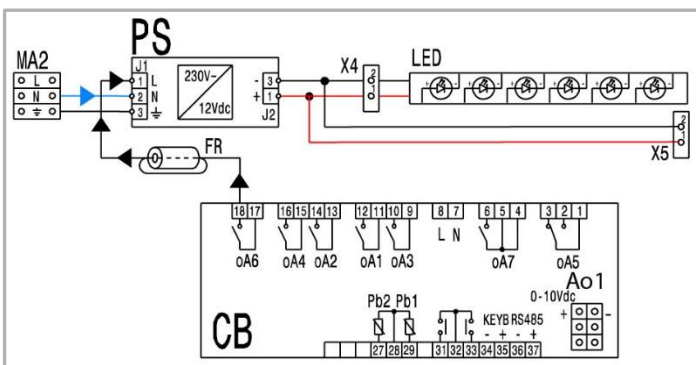 PS
MA2
L
N
J1
1 L
2 N
3
230V~
12Vdc
- 3
+ 1
J2
X4
2
1
LED
2
1
X5
FR
18 17 16 15 14 13 12 11 10 9 8 7 6 5 4 3 2 1
oA6 oA4 oA2 oA1 oA3 L N oA7 oA5
Ao1
0-10Vdc
+ -
Pb2 Pb1
KEYB RS485
- + - +
CB
27 28 29 31 32 33 34 35 36 37